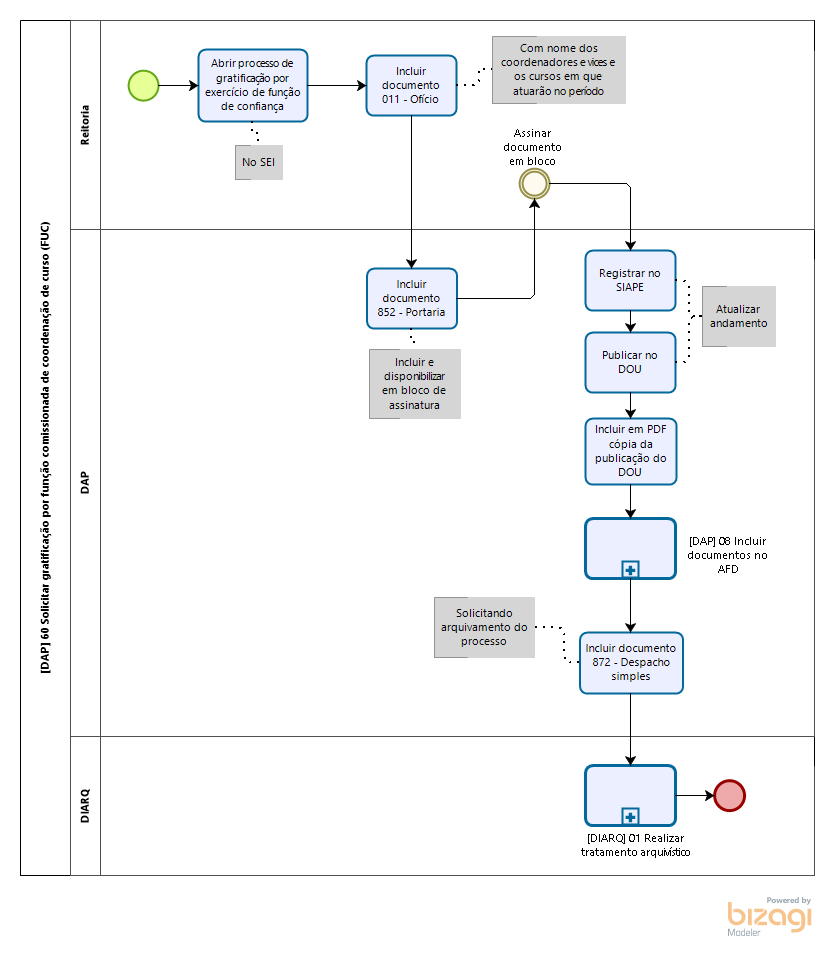 [DAP] 60 Solicitar gratificação por função comissionada de coordenação de curso (FUC)
Reitoria
Abrir processo de
gratificação por
exercício de função
de confiança
No SEI
Incluir
documento
011 - Ofício
Com nome dos
coordenadores e vices e
os cursos em que
atuarão no período
Assinar
documento
em bloco
DAP
Incluir
documento
852 - Portaria
Incluir e
disponibilizar
em bloco de
assinatura
Registrar no
SIAPE
Atualizar
andamento
Publicar no
DOU
Incluir em PDF
cópia da
publicação do
DOU
[DAP] 08 Incluir
documentos no
AFD
Solicitando
arquivamento do
processo
Incluir documento
872 - Despacho
simples
DIARQ
[DIARQ] 01 Realizar
tratamento arquivístico
Powered by
bizagi
Modeler